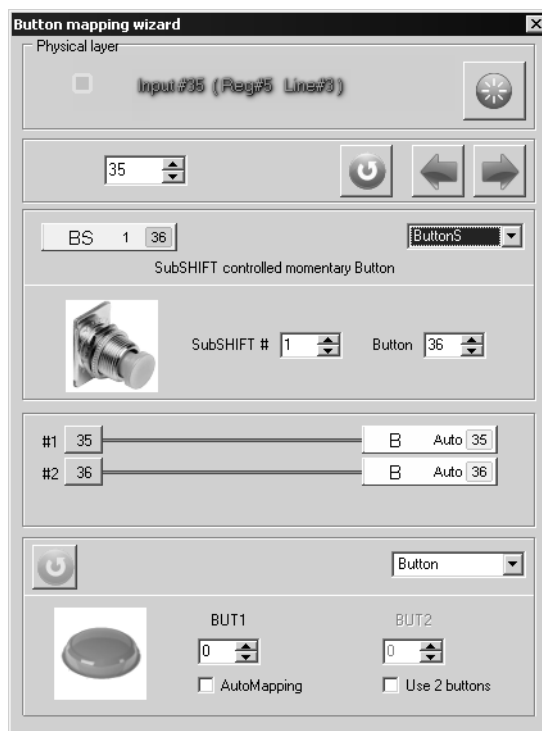 Button mapping wizard
Physical layer
Input #35 (Reg#5 Line#3)
35
BS 1 36 ButtonS
SubSHIFT controlled momentary Button
SubSHIFT # 1 Button 36
#1 35 B Auto 35
#2 36 B Auto 36
Button
BUT1 BUT2
0 0
AutoMapping Use 2 buttons